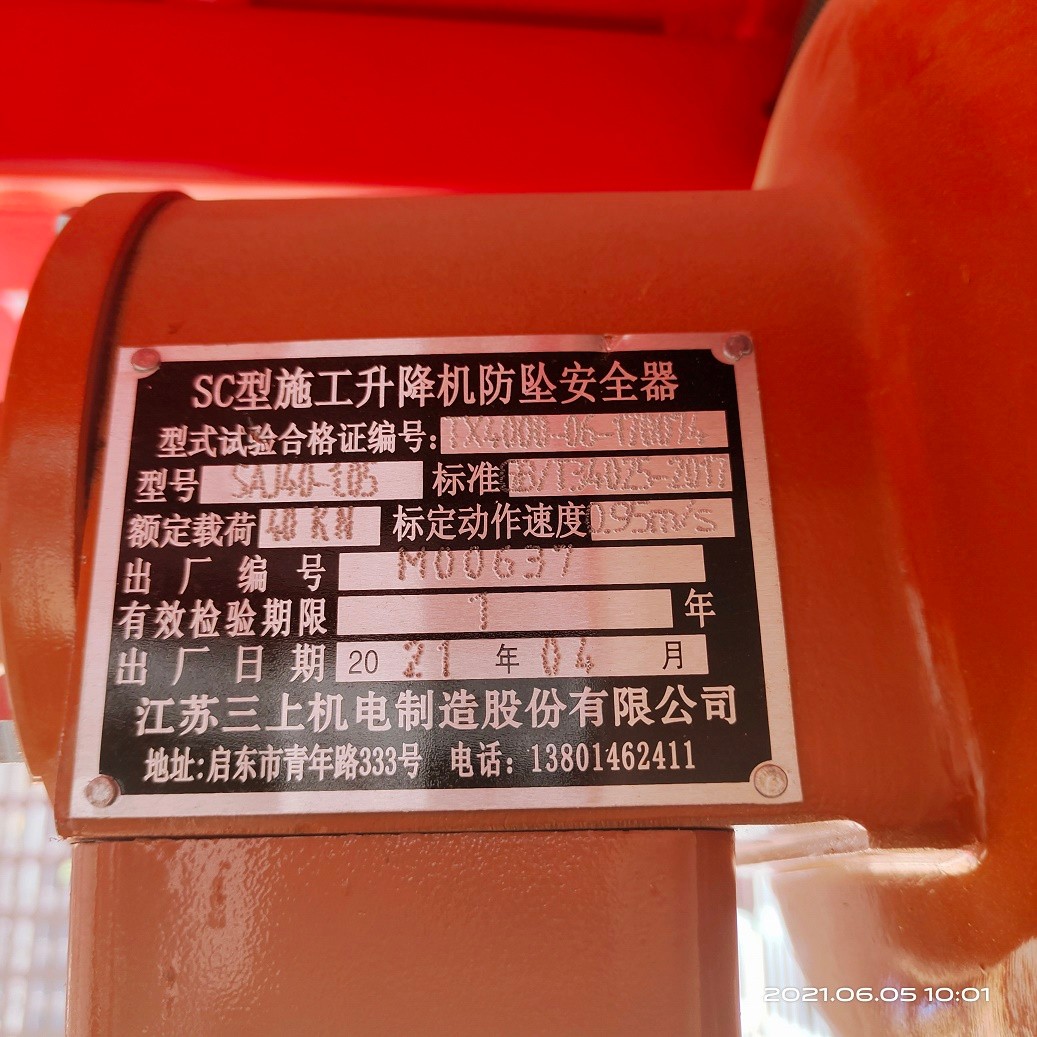 SC型施工升降机防坠安全器
型式试验合格证编号:
型号 SAJ40-
标准 GB/T34025-2017
额定载荷 40 KN 标定动作速度 0.95m/s
出厂编号 M00637
有效检验期限 1 年
出厂日期 2021年04月
江苏三上机电制造股份有限公司
地址:启东市青年路333号 电话:13801462411
2021.06.05 10:01